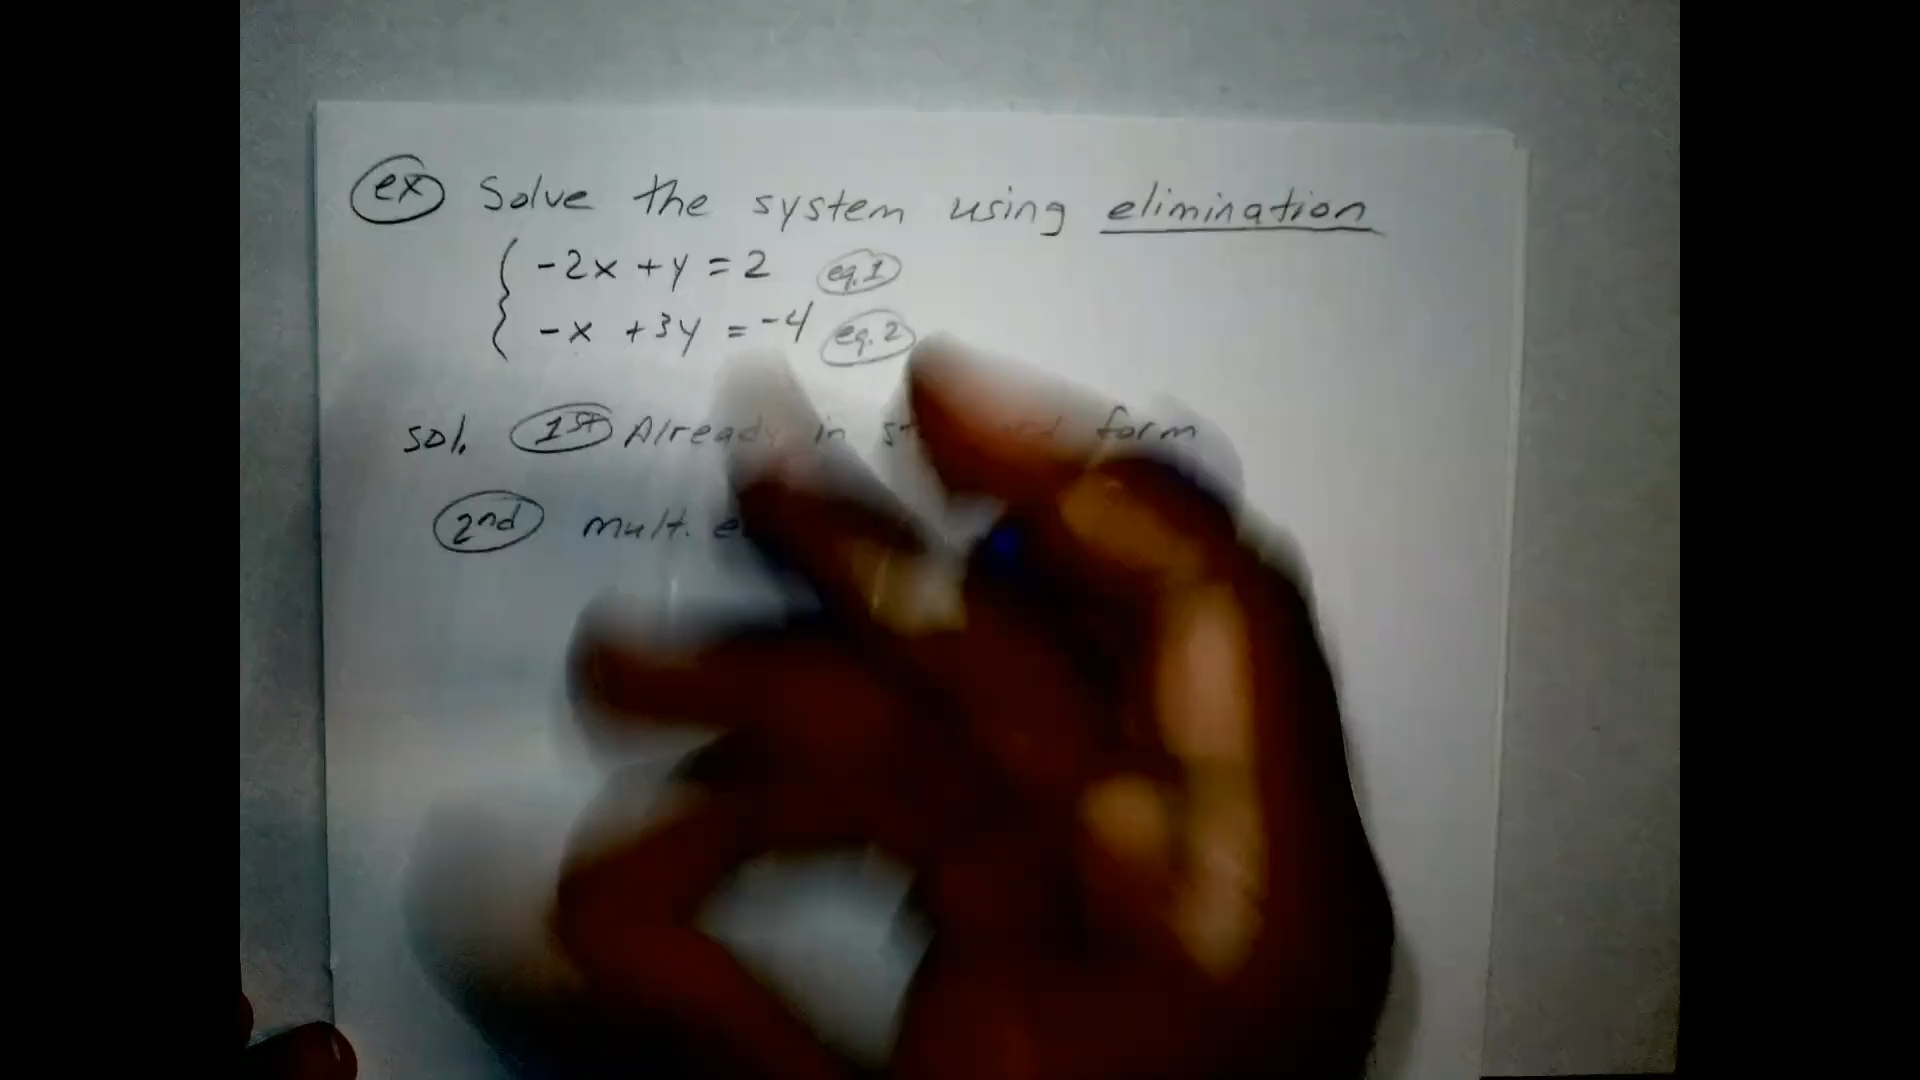 ex Solve the system using elimination
-2x + y = 2 eq.1
-x + 3y = -4 eq.2
sol. 1st Already in form
2nd mult.